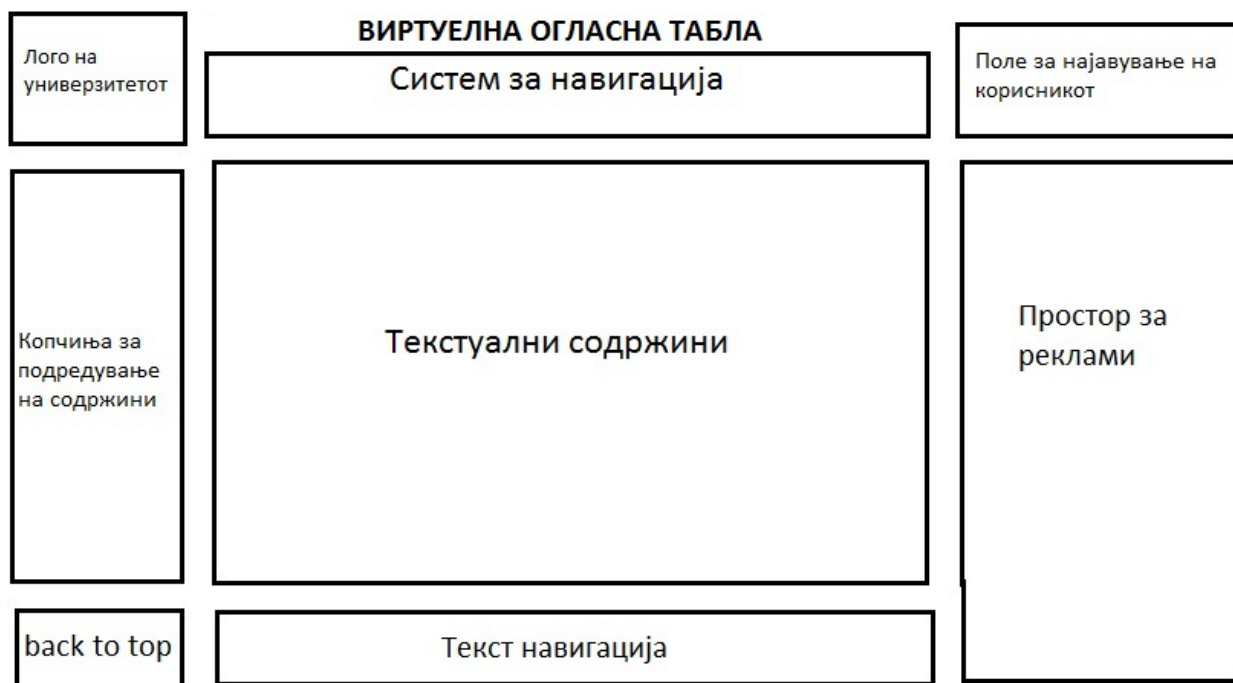 ВИРТУЕЛНА ОГЛАСНА ТАБЛА
Лого на
универзитетот
Систем за навигација
Поле за најавување на
корисникот
Копчиња за
подредување
на содржини
Текстуални содржини
Простор за
реклами
back to top
Текст навигација